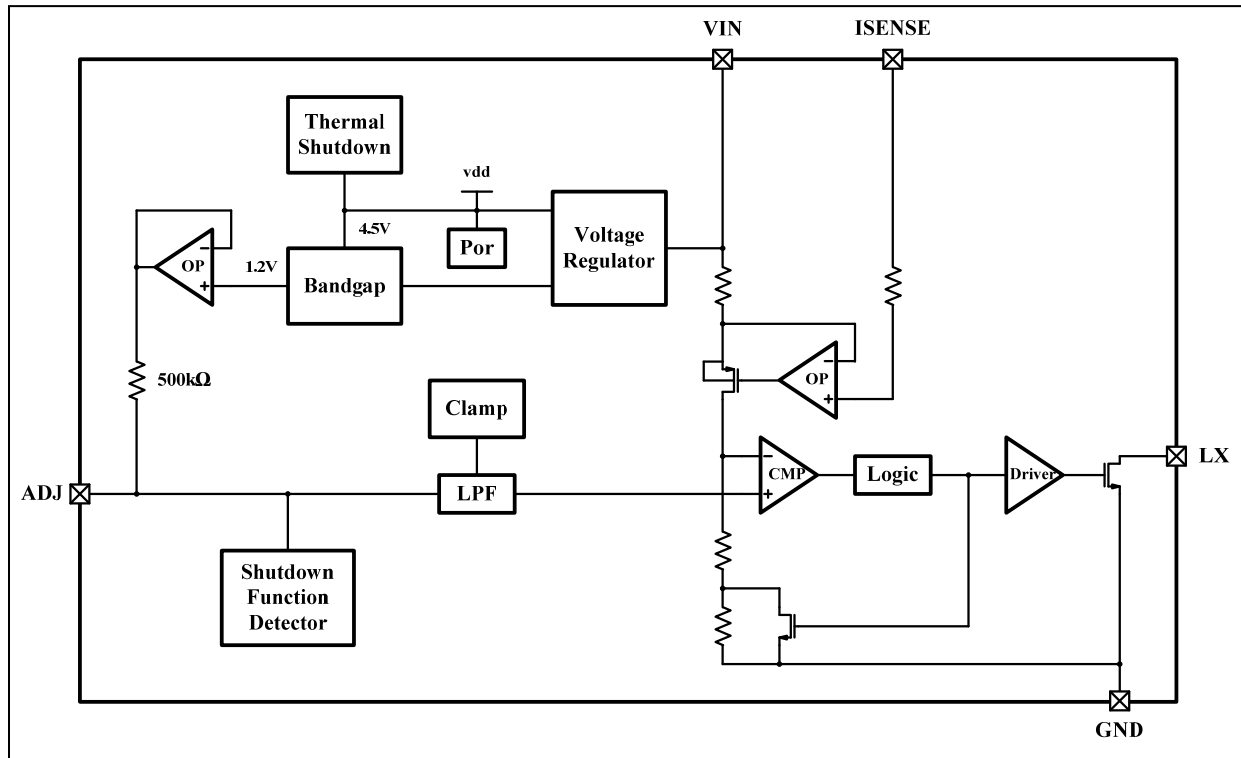 VIN
ISENSE
Thermal
Shutdown
vdd
4.5V
Por
Voltage
Regulator
−
OP
+
1.2V
Bandgap
500kΩ
−
OP
+
Clamp
−
CMP
+
Logic
Driver
LX
ADJ
LPF
Shutdown
Function
Detector
GND